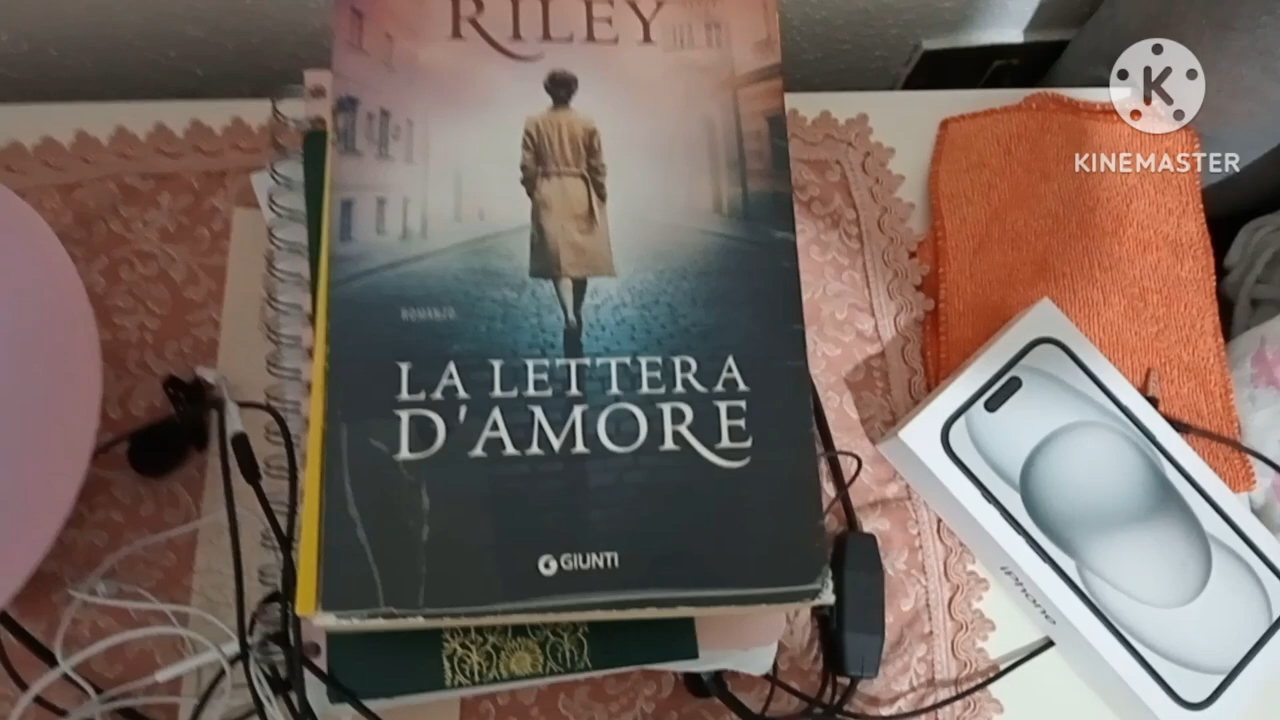 RILEY
ROMANZO
LA LETTERA
D'AMORE
GIUNTI
iPhone
K
KINEMASTER